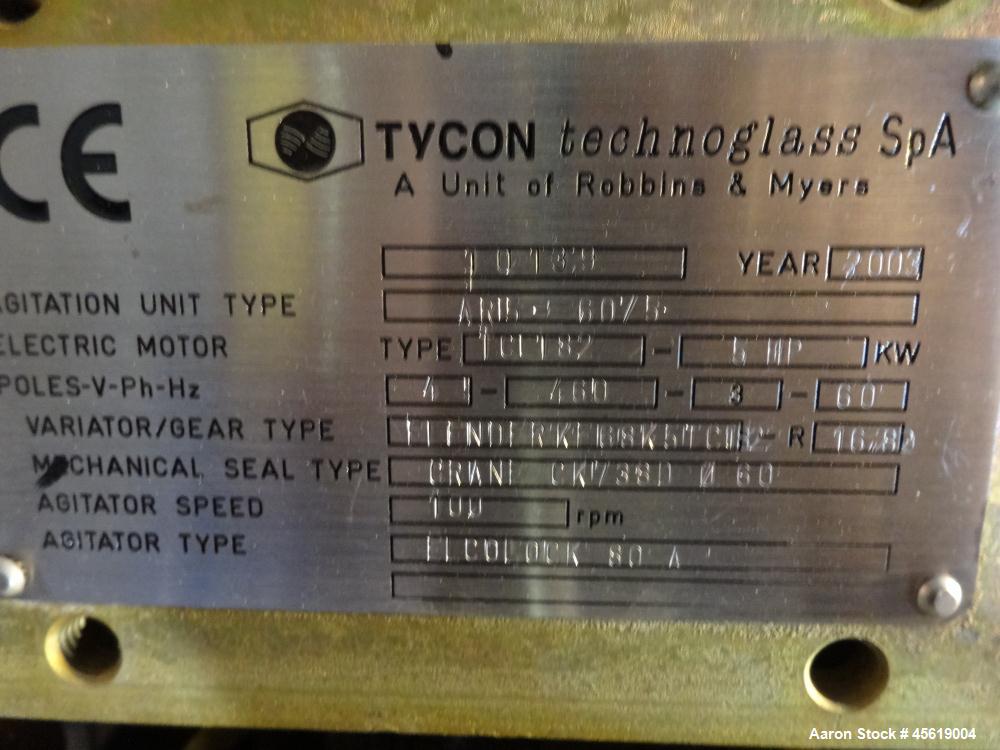 CE
TYCON technoglass SpA
A Unit of Robbins & Myers
YEAR 2003
AGITATION UNIT TYPE
ELECTRIC MOTOR TYPE - 5 HP KW
POLES-V-Ph-Hz 4 - 460 - 3 - 60
VARIATOR/GEAR TYPE - R
MECHANICAL SEAL TYPE CRANE Ø 60
AGITATOR SPEED 100 rpm
AGITATOR TYPE 80 A
Aaron Stock # 45619004